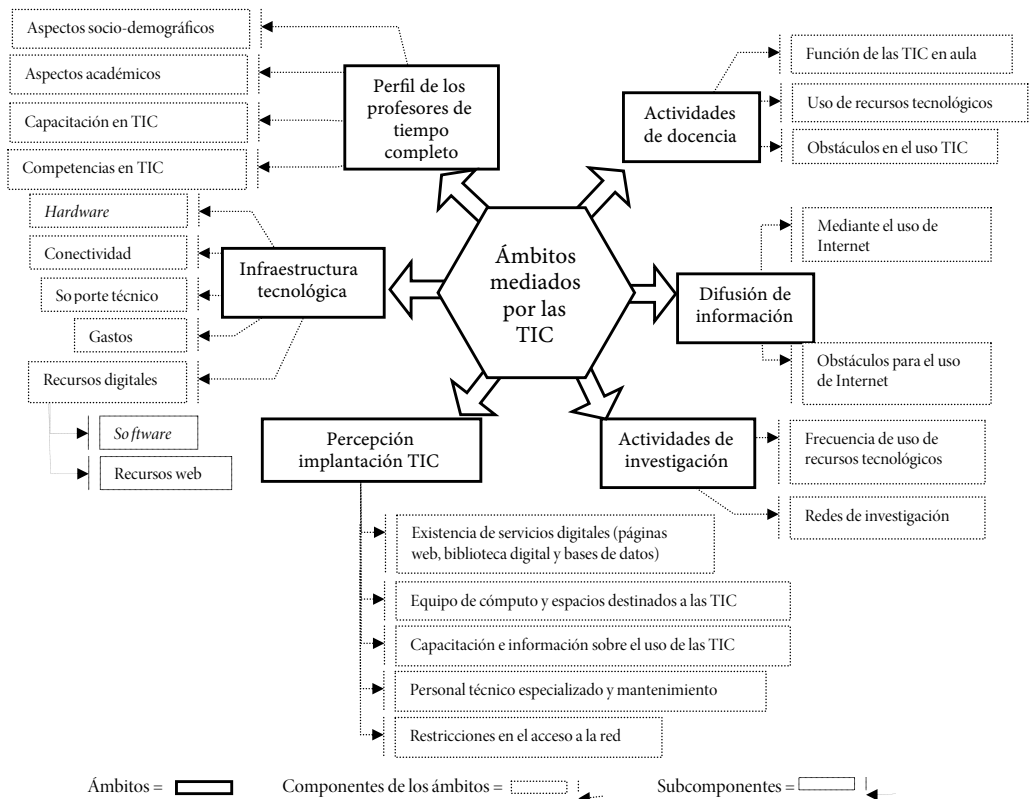 Aspectos socio-demográficos
Aspectos académicos
Capacitación en TIC
Competencias en TIC
Perfil de los
profesores de
tiempo
completo
Actividades
de docencia
Función de las TIC en aula
Uso de recursos tecnológicos
Obstáculos en el uso TIC
Hardware
Conectividad
So porte técnico
Gastos
Recursos digitales
Software
Recursos web
Infraestructura
tecnológica
Ámbitos
mediados
por las
TIC
Difusión de
información
Mediante el uso de
Internet
Obstáculos para el uso
de Internet
Percepción
implantación TIC
Actividades de
investigación
Frecuencia de uso de
recursos tecnológicos
Redes de investigación
Existencia de servicios digitales (páginas
web, biblioteca digital y bases de datos)
Equipo de cómputo y espacios destinados a las TIC
Capacitación e información sobre el uso de las TIC
Personal técnico especializado y mantenimiento
Restricciones en el acceso a la red
Ámbitos =
Componentes de los ámbitos =
Subcomponentes =